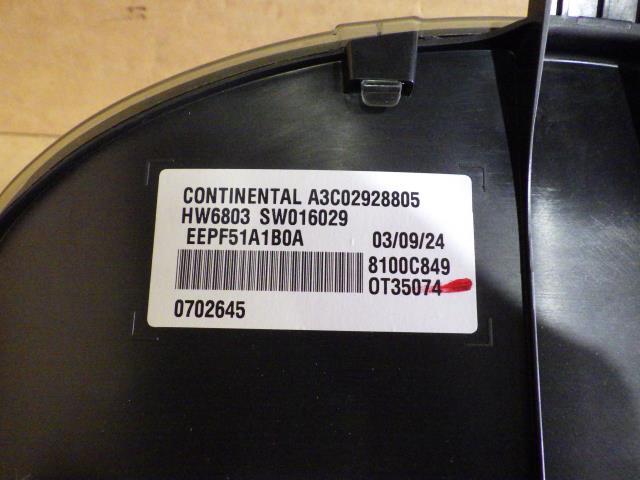 CONTINENTAL A3C02928805
HW6803 SW016029
EEPF51A1B0A 03/09/24
8100C849
OT35074
0702645